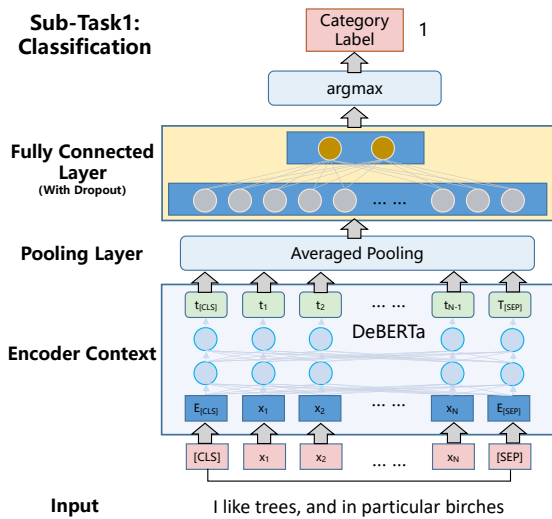 Sub-Task1:
Classification
Category
Label
1
argmax
Fully Connected
Layer
(With Dropout)
... ...
Pooling Layer
Averaged Pooling
t[CLS] t1 t2 ... ... tN-1 T[SEP]
DeBERTa
Encoder Context
E[CLS] x1 x2 ... ... xN E[SEP]
[CLS] x1 x2 ... ... xN [SEP]
Input
I like trees, and in particular birches